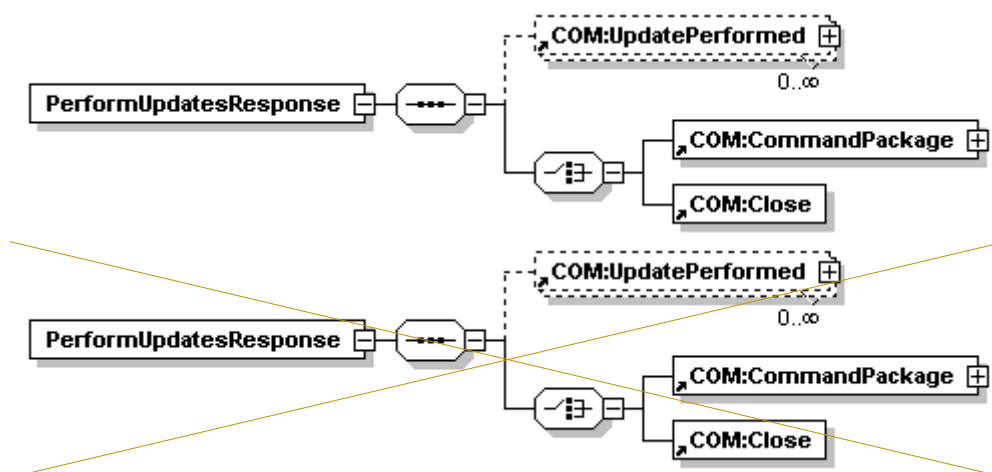 COM:UpdatePerformed
0..∞
PerformUpdatesResponse
COM:CommandPackage
COM:Close
COM:UpdatePerformed
0..∞
PerformUpdatesResponse
COM:CommandPackage
COM:Close